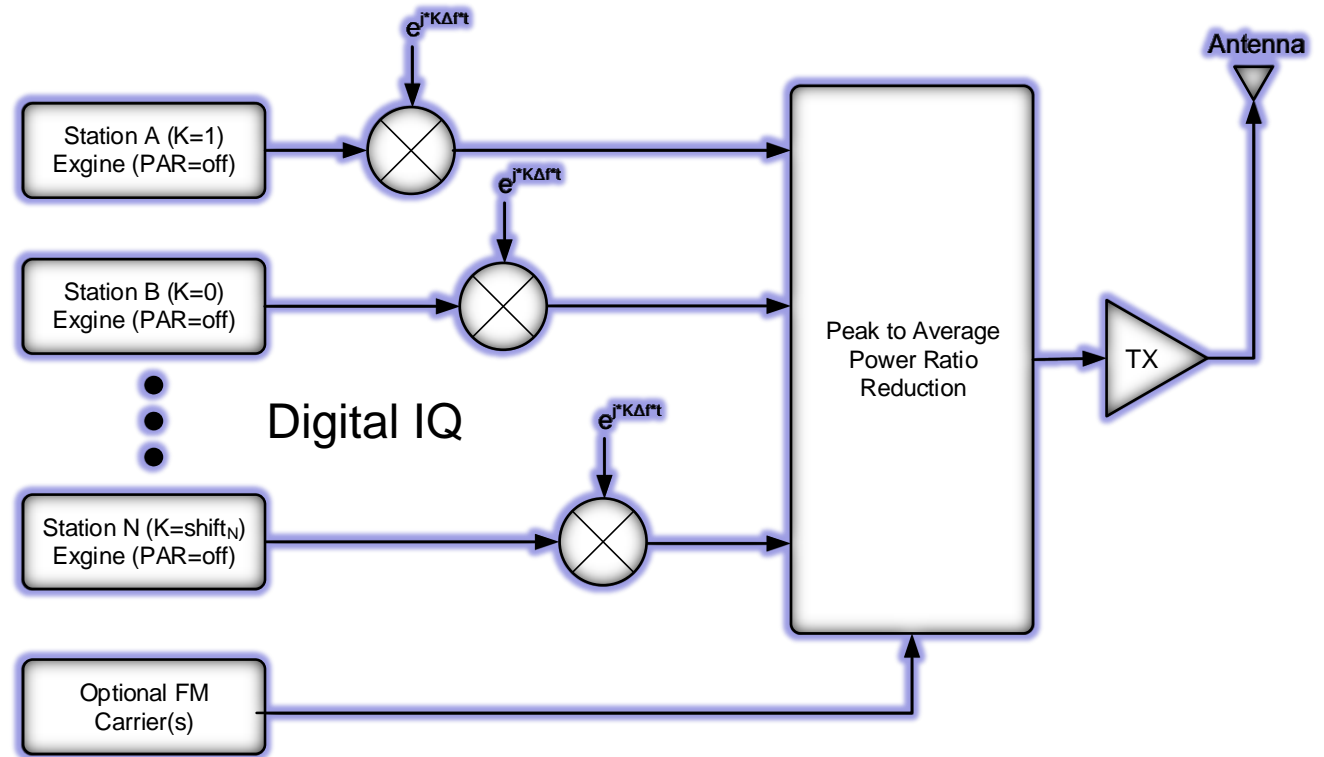 e^j*KΔf*t
Antenna
Station A (K=1)
Exgine (PAR=off)
e^j*KΔf*t
Station B (K=0)
Exgine (PAR=off)
Peak to Average
Power Ratio
Reduction
TX
Digital IQ
e^j*KΔf*t
Station N (K=shift_N)
Exgine (PAR=off)
Optional FM
Carrier(s)